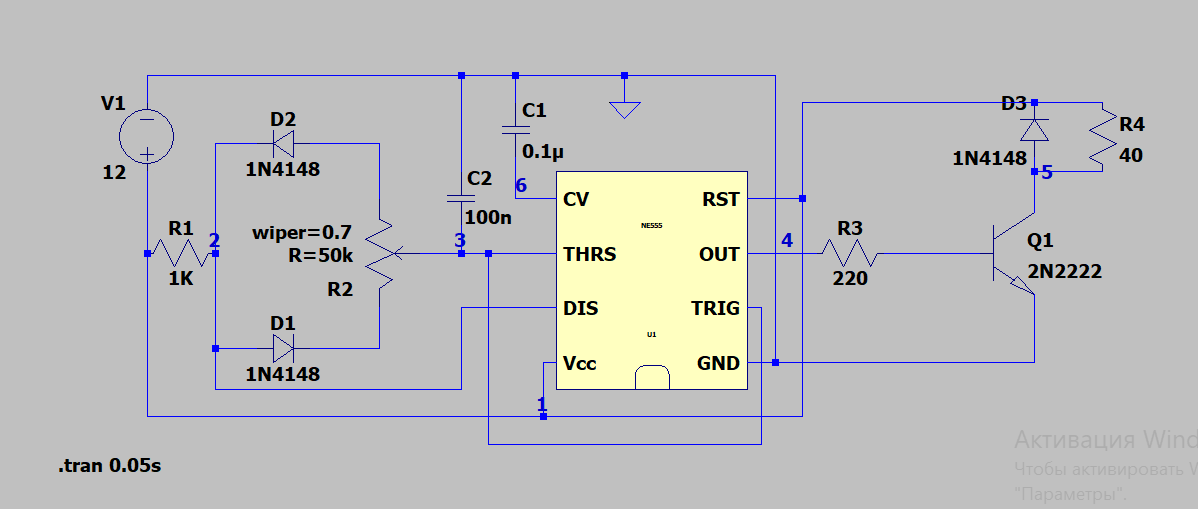 V1
12
D2
1N4148
C1
0.1µ
C2
100n
6
3
R1
1K
2
wiper=0.7
R=50k
R2
D1
1N4148
CV
THRS
DIS
Vcc
NE555
U1
RST
OUT
TRIG
GND
1
4
R3
220
D3
1N4148
5
R4
40
Q1
2N2222
.tran 0.05s
Активация Wind
Чтобы активировать W
"Параметры".